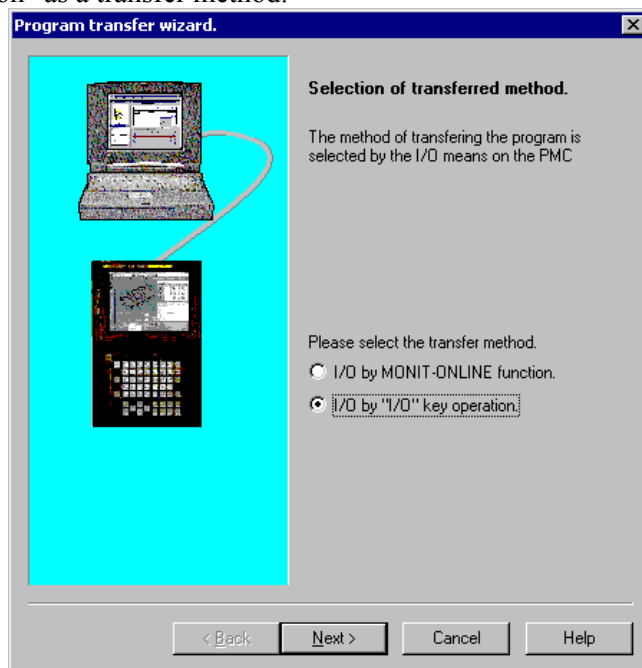 on" as a transfer method.
Program transfer wizard.
Selection of transferred method.
The method of transfering the program is
selected by the I/O means on the PMC
Please select the transfer method.
I/O by MONIT-ONLINE function.
I/O by "I/O" key operation.
< Back
Next >
Cancel
Help